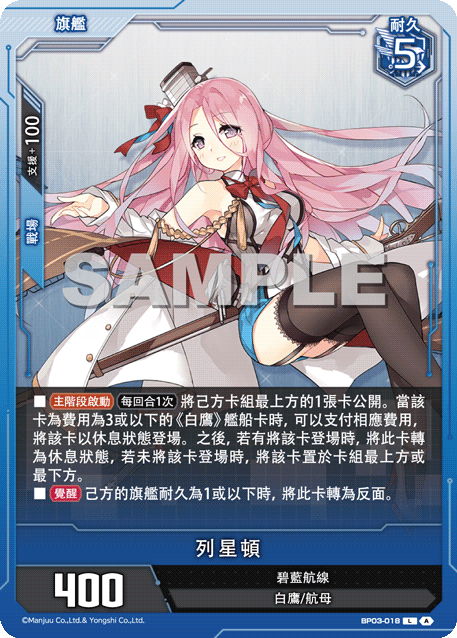 旗艦
耐久
5
支援+100
戰場
SAMPLE
■ 主階段啟動 每回合1次 將己方卡組最上方的1張卡公開。當該
卡為費用為3或以下的《白鷹》艦船卡時, 可以支付相應費用,
將該卡以休息狀態登場。之後, 若有將該卡登場時, 將此卡轉
為休息狀態, 若未將該卡登場時, 將該卡置於卡組最上方或
最下方。
■ 覺醒 己方的旗艦耐久為1或以下時, 將此卡轉為反面。
列星頓
400
碧藍航線
白鷹/航母
©Manjuu Co.,Ltd.& Yongshi Co.,Ltd.
BP03-018 L A